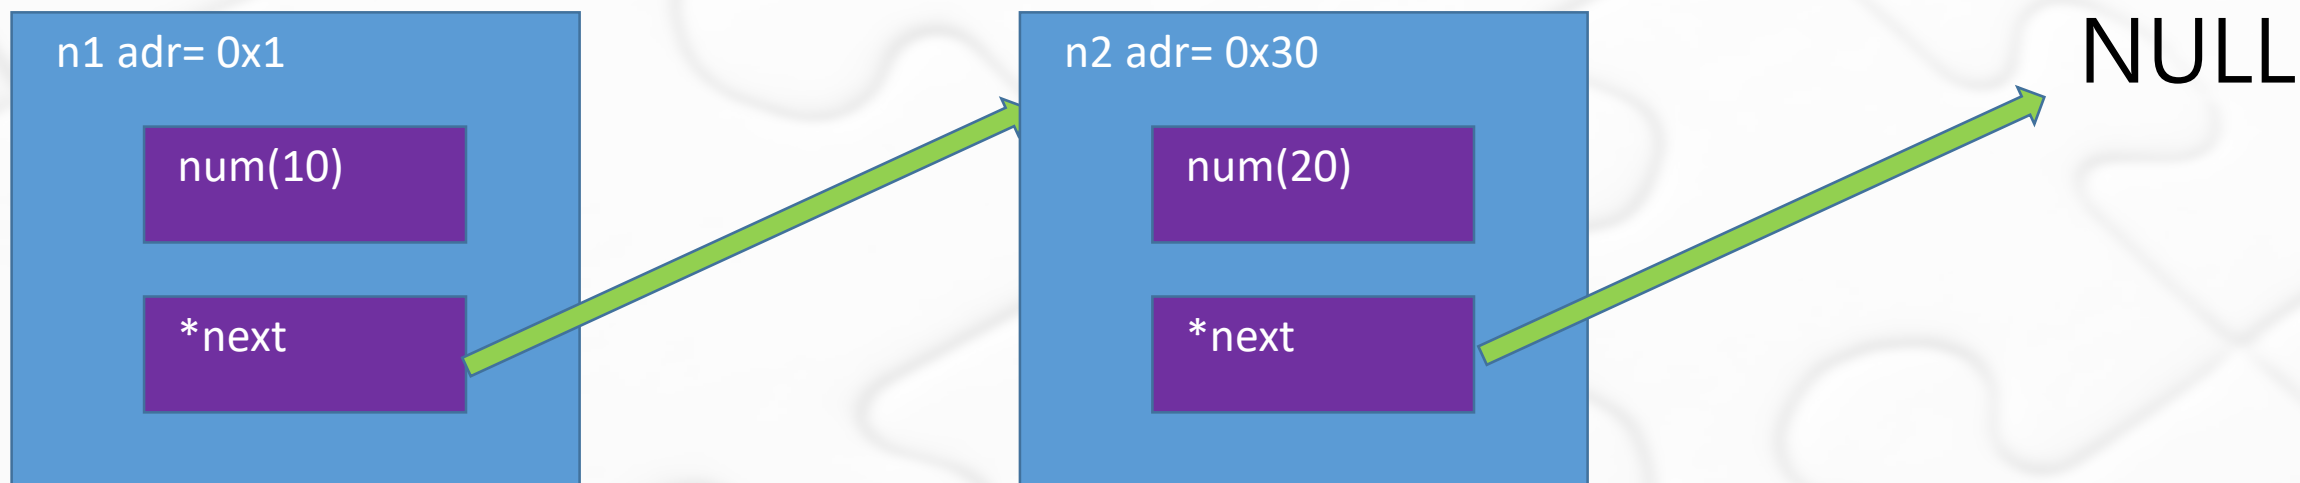 n1 adr= 0x1
num(10)
*next
n2 adr= 0x30
num(20)
*next
NULL